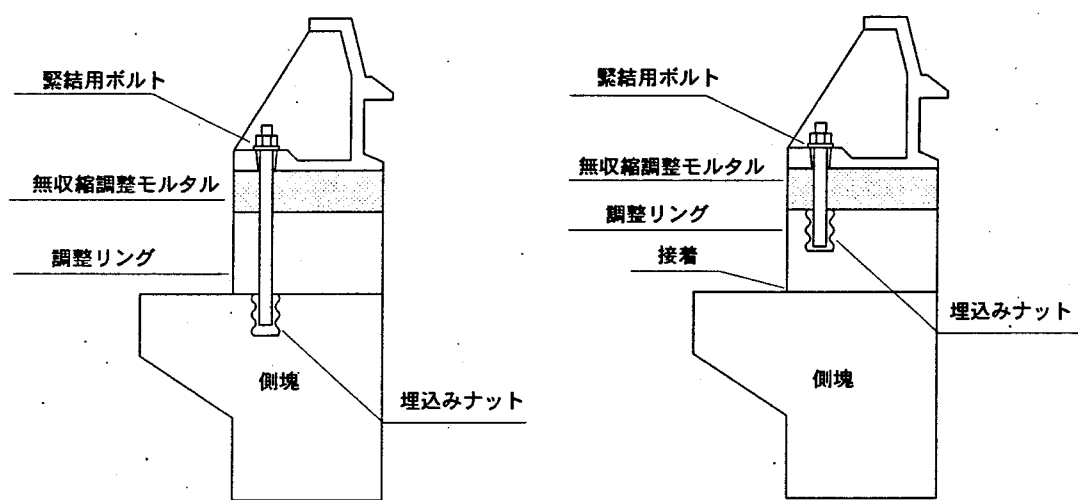 緊結用ボルト
無収縮調整モルタル
調整リング
側塊
埋込みナット
緊結用ボルト
無収縮調整モルタル
調整リング
接着
埋込みナット
側塊